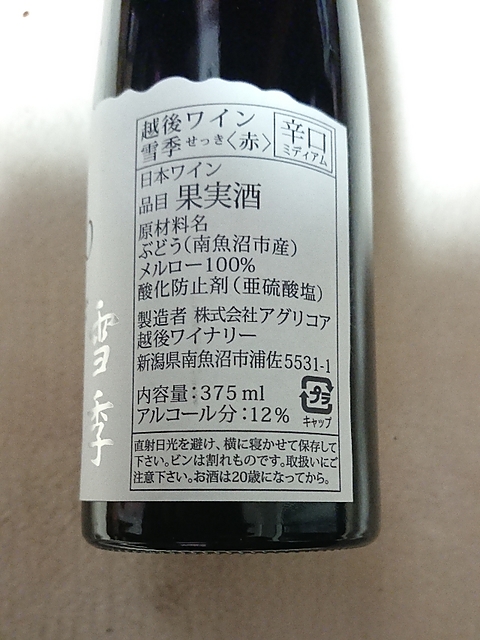 越後ワイン
雪季 せっき〈赤〉
辛口
ミディアム
日本ワイン
品目 果実酒
原材料名
ぶどう(南魚沼市産)
メルロー100%
酸化防止剤(亜硫酸塩)
製造者 株式会社アグリコア
越後ワイナリー
新潟県南魚沼市浦佐5531-1
内容量:375ml
アルコール分:12%
プラ
キャップ
直射日光を避け、横に寝かせて保存して
下さい。ビンは割れものです。取扱いにご
注意下さい。お酒は20歳になってから。
雪季